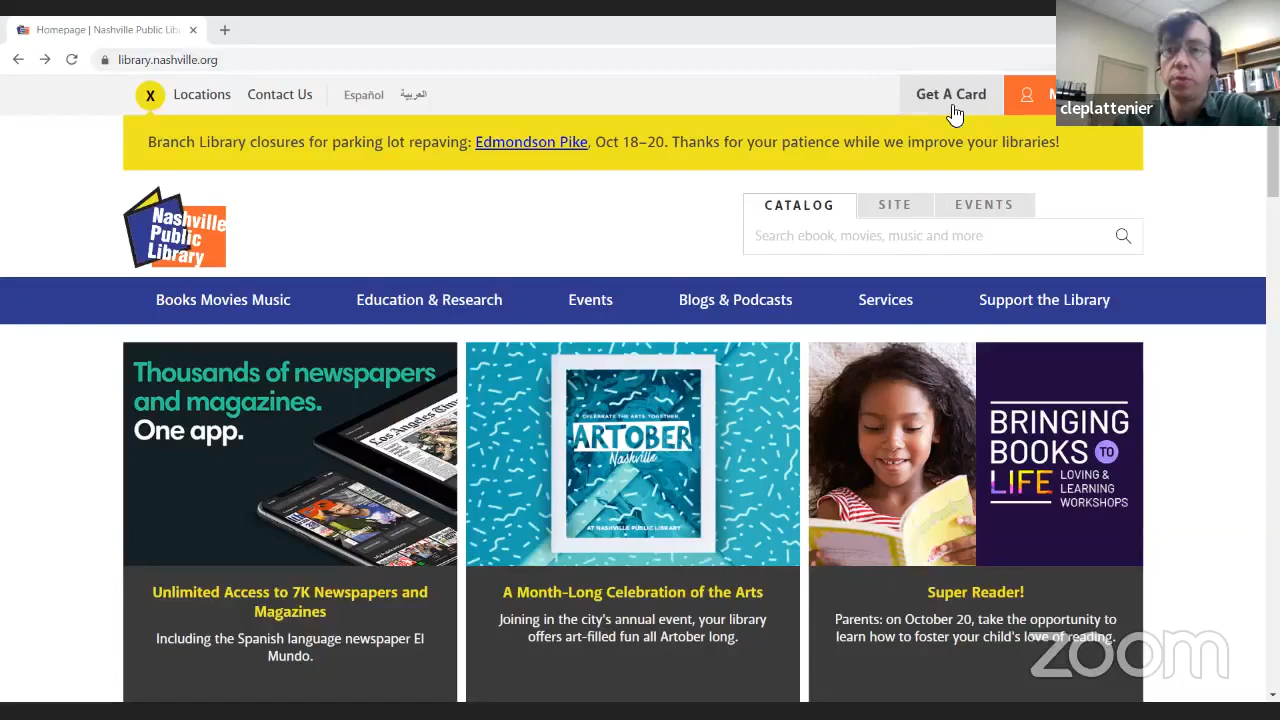 Homepage | Nashville Public Lib
library.nashville.org
X Locations Contact Us Español العربية Get A Card
cleplattenier
Branch Library closures for parking lot repaving: Edmondson Pike, Oct 18–20. Thanks for your patience while we improve your libraries!
Nashville
Public
Library
CATALOG SITE EVENTS
Search ebook, movies, music and more
Books Movies Music Education & Research Events Blogs & Podcasts Services Support the Library
Thousands of newspapers
and magazines.
One app.
Los Angeles
CELEBRATE THE ARTS TOGETHER
ARTOBER
Nashville
AT NASHVILLE PUBLIC LIBRARY
BRINGING
BOOKS TO
LIFE LOVING &
LEARNING
WORKSHOPS
Unlimited Access to 7K Newspapers and
Magazines
Including the Spanish language newspaper El
Mundo.
A Month-Long Celebration of the Arts
Joining in the city's annual event, your library
offers art-filled fun all Artober long.
Super Reader!
Parents: on October 20, take the opportunity to
learn how to foster your child's love of reading.
zoom